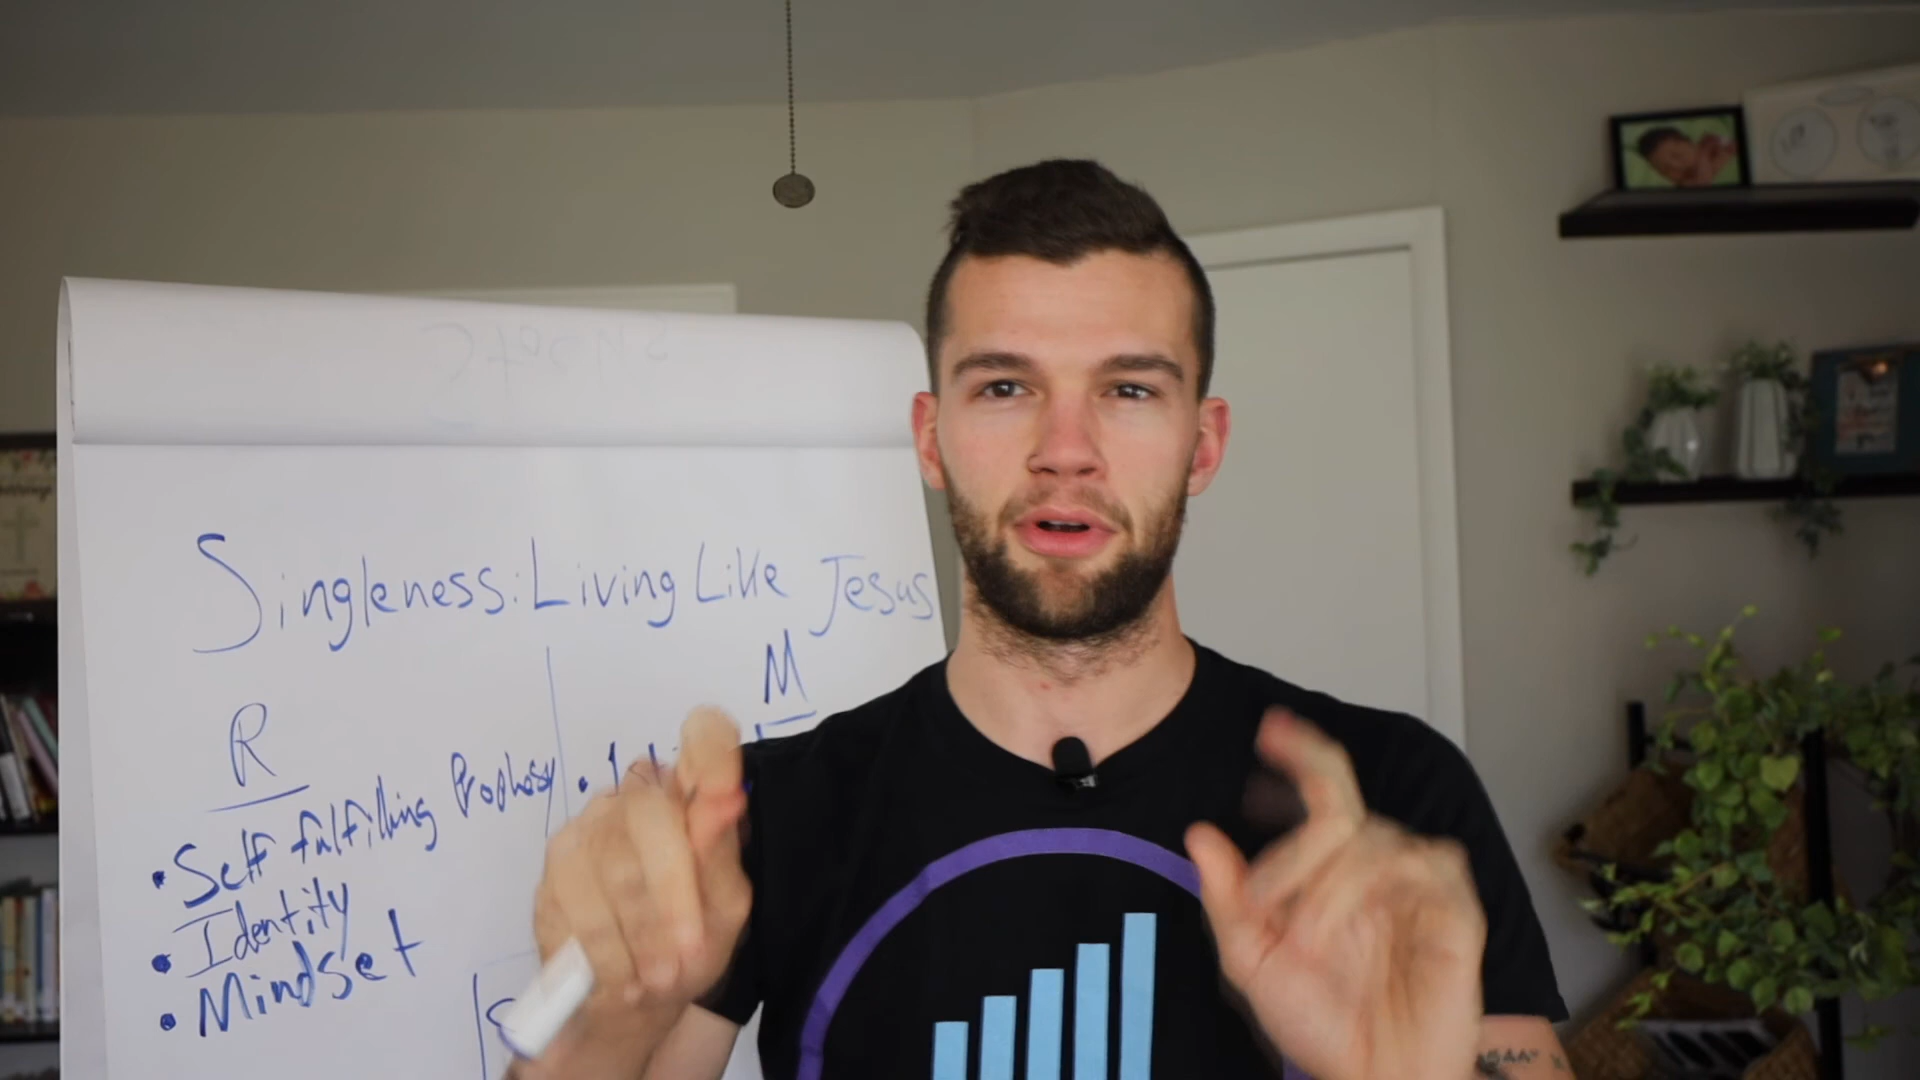 Singleness: Living Like Jesus
R
M
• Self fulfilling Prophesy
• Identity
• Mindset